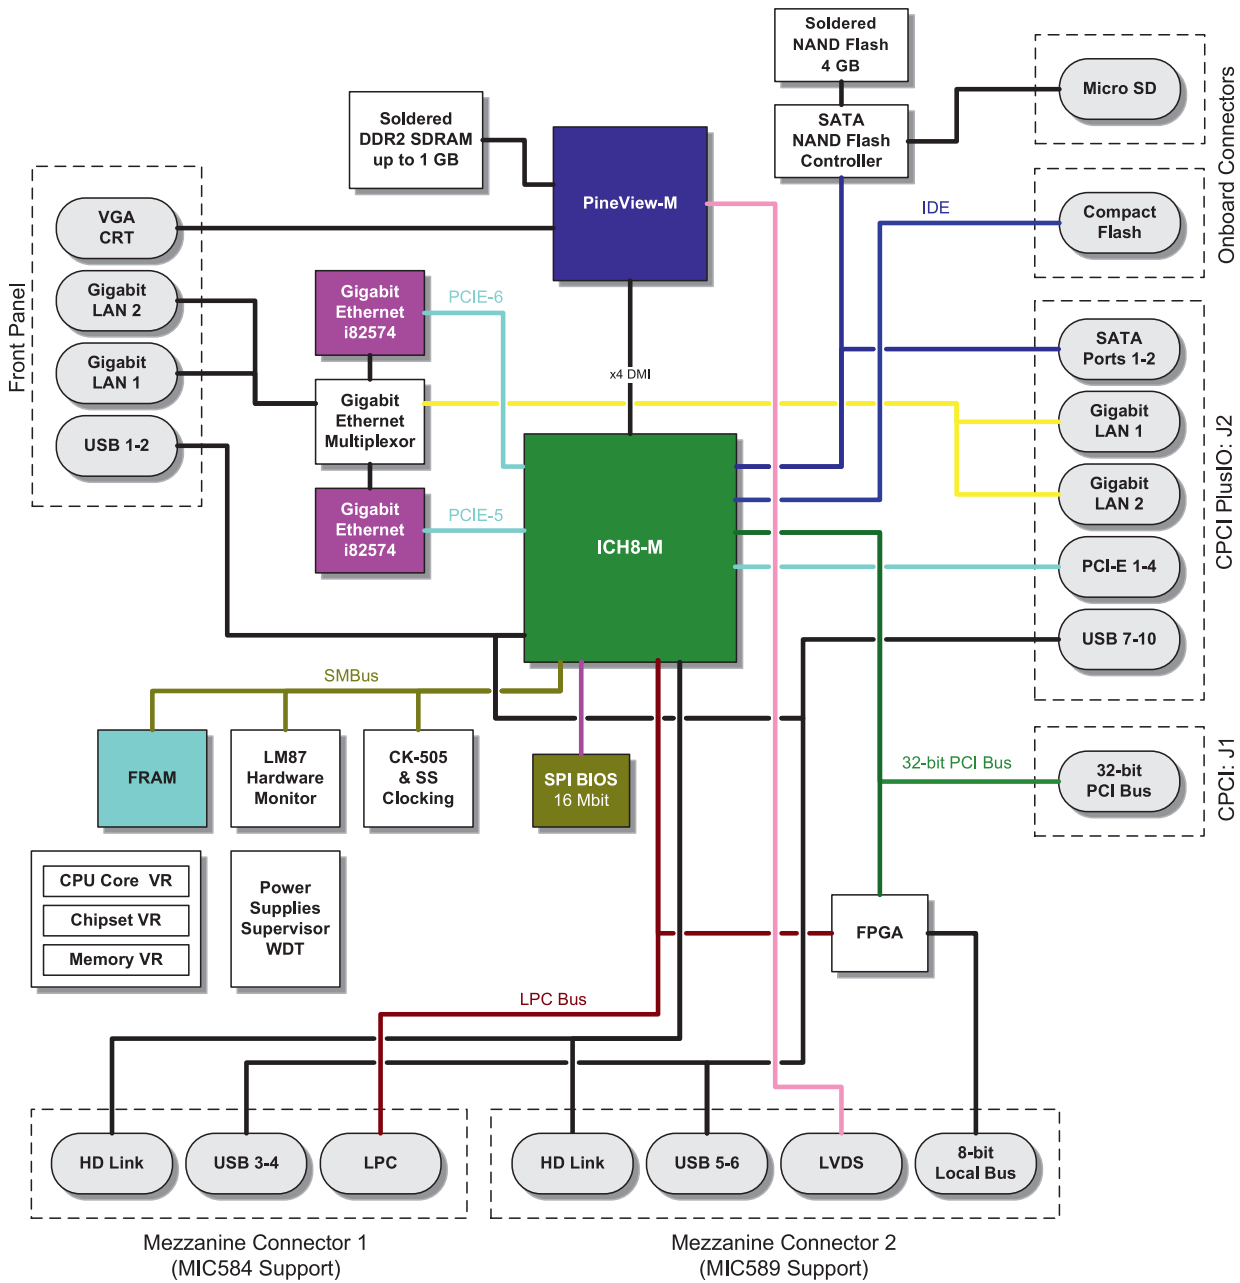 Soldered
NAND Flash
4 GB
Micro SD
Onboard Connectors
SATA
NAND Flash
Controller
Soldered
DDR2 SDRAM
up to 1 GB
PineView-M
IDE
Compact
Flash
Front Panel
VGA
CRT
Gigabit
LAN 2
Gigabit
LAN 1
USB 1-2
Gigabit
Ethernet
i82574
PCIE-6
Gigabit
Ethernet
Multiplexor
x4 DMI
Gigabit
Ethernet
i82574
PCIE-5
ICH8-M
SATA
Ports 1-2
Gigabit
LAN 1
Gigabit
LAN 2
PCI-E 1-4
USB 7-10
CPCI PlusIO: J2
SMBus
FRAM
LM87
Hardware
Monitor
CK-505
& SS
Clocking
SPI BIOS
16 Mbit
32-bit PCI Bus
32-bit
PCI Bus
CPCI: J1
CPU Core VR
Chipset VR
Memory VR
Power
Supplies
Supervisor
WDT
FPGA
LPC Bus
HD Link
USB 3-4
LPC
HD Link
USB 5-6
LVDS
8-bit
Local Bus
Mezzanine Connector 1
(MIC584 Support)
Mezzanine Connector 2
(MIC589 Support)